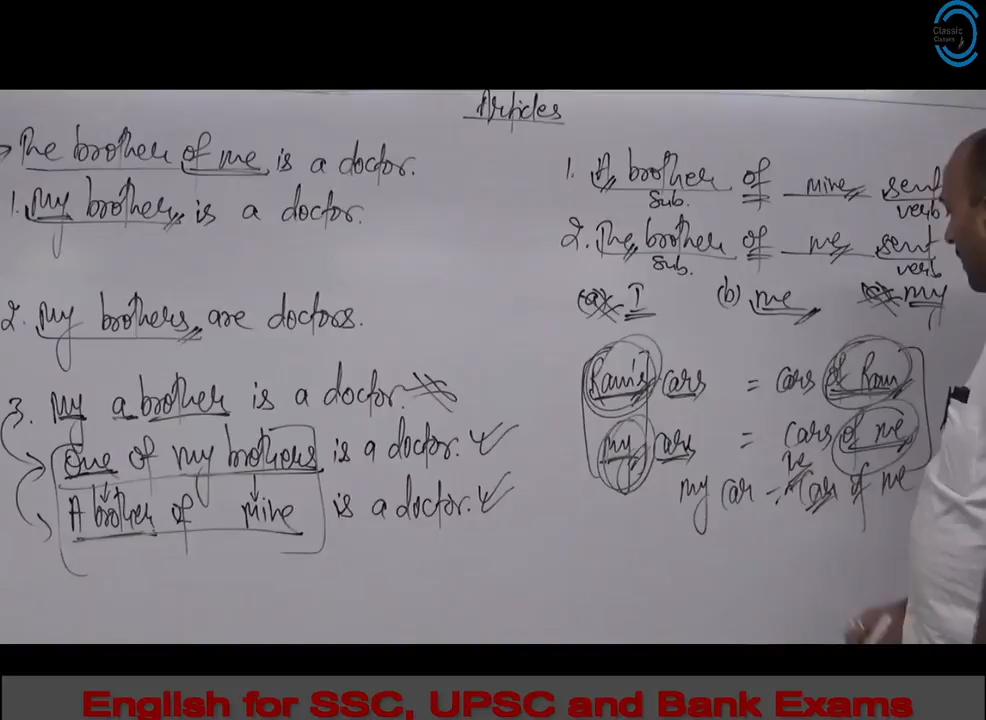 Classic
Classes
Articles
The brother of me is a doctor.
1. My brother is a doctor.
2. My brothers are doctors.
3. My a brother is a doctor.
One of my brothers is a doctor.
A brother of mine is a doctor.
1. A brother of mine sent
Sub. verb
2. The brother of me sent
Sub. verb
(a) I (b) me (c) my
Ram's cars = cars of Ram
my cars = cars of me
my car = Car of me
English for SSC, UPSC and Bank Exams